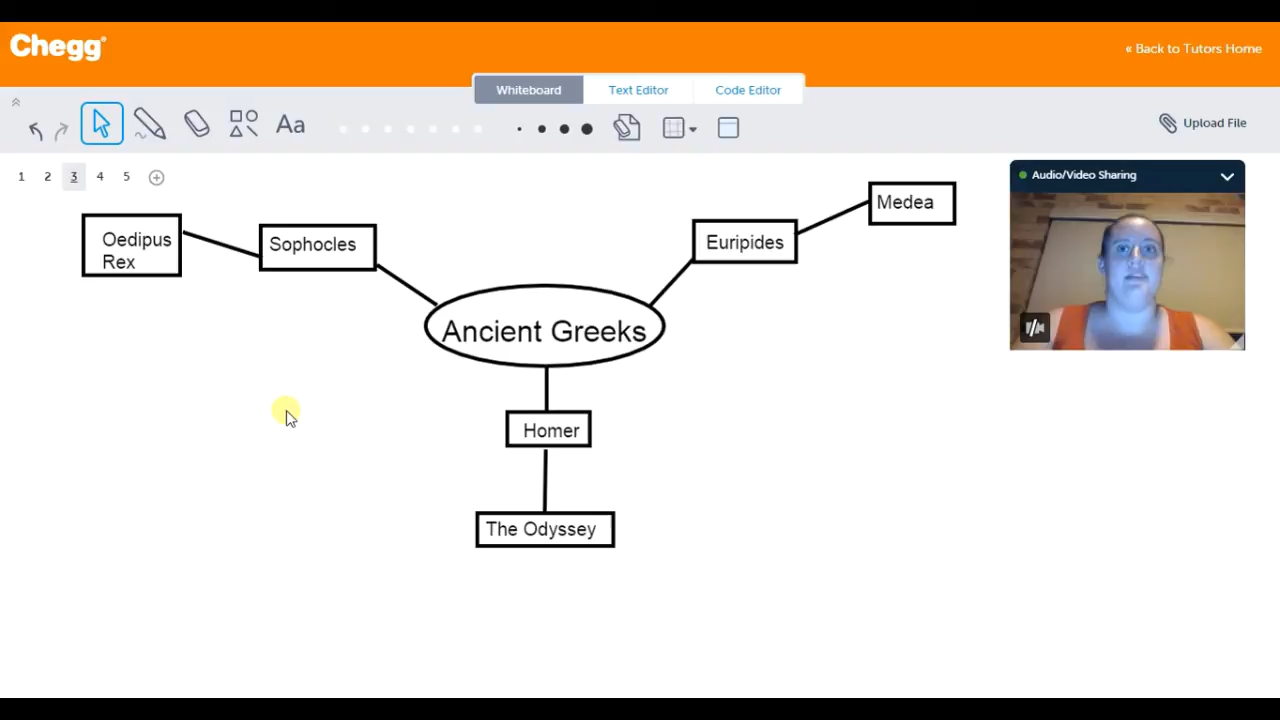 Chegg®
« Back to Tutors Home
Whiteboard Text Editor Code Editor
Aa
Upload File
1 2 3 4 5
Audio/Video Sharing
Medea
Oedipus
Rex
Sophocles
Euripides
Ancient Greeks
Homer
The Odyssey